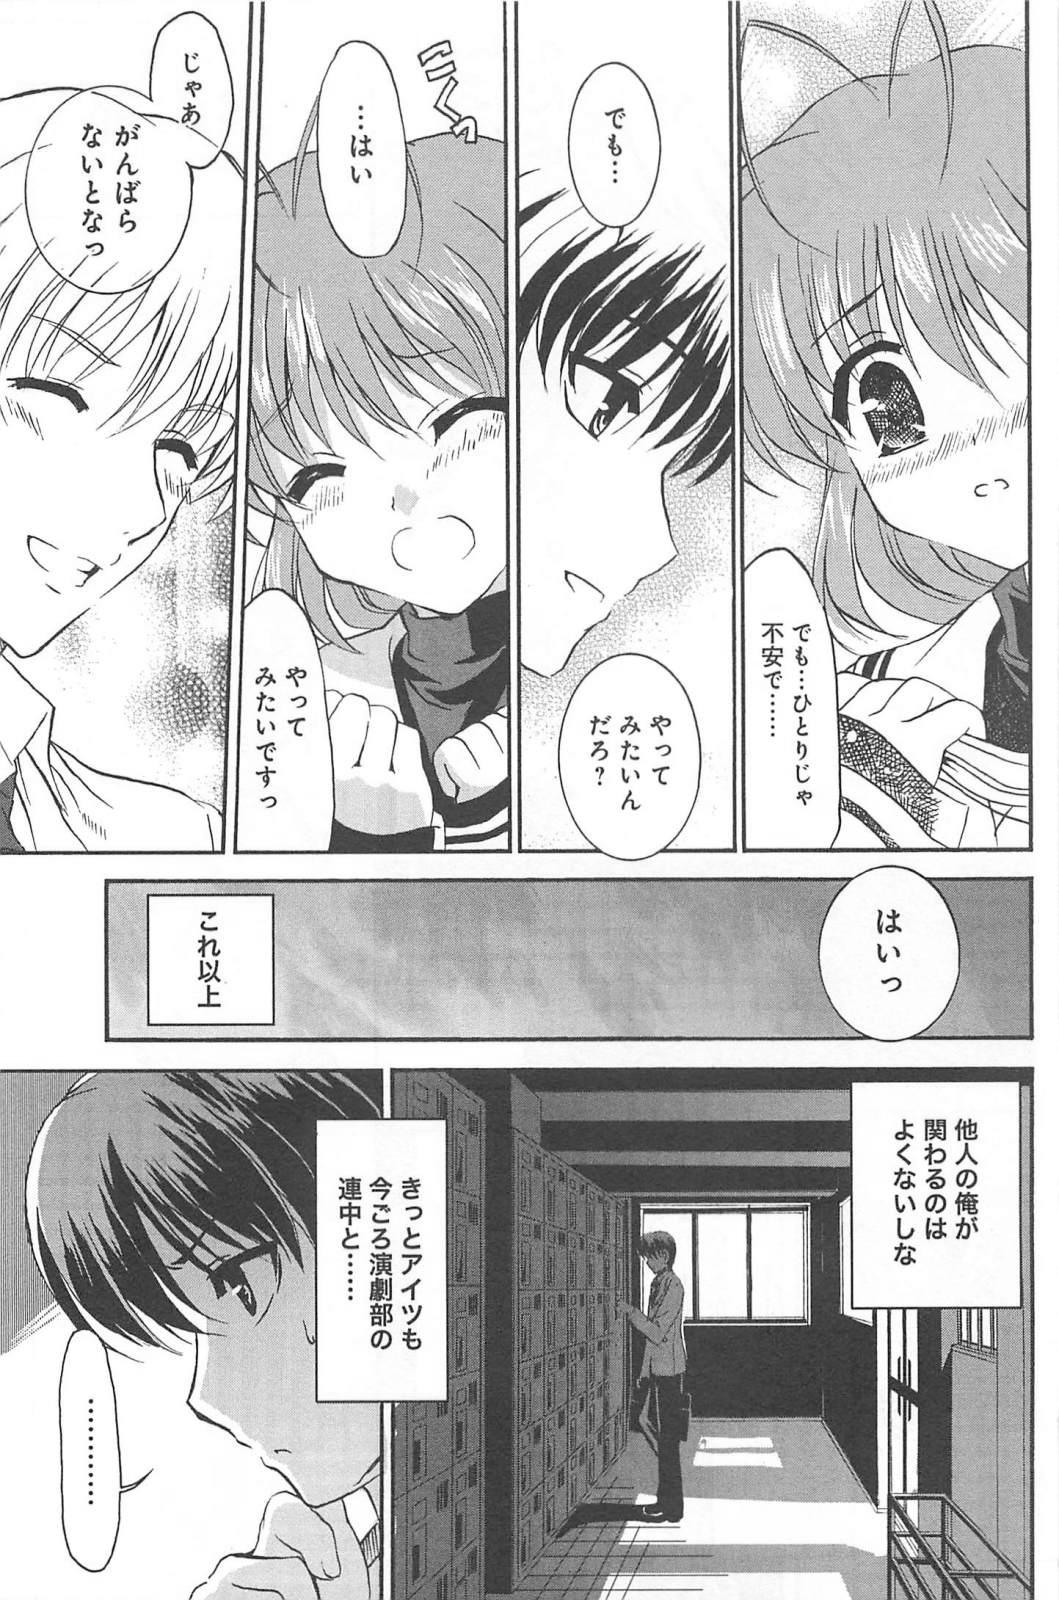 でも…ひとりじゃ
不安で……
でも…
やって
みたいん
だろ？
こくっ
…はい
やって
みたいですっ
じゃあ
がんばら
ないとなっ
はいっ
これ以上
他人の俺が
関わるのは
よくないしな
きっとアイツも
今ごろ演劇部の
連中と……
…………